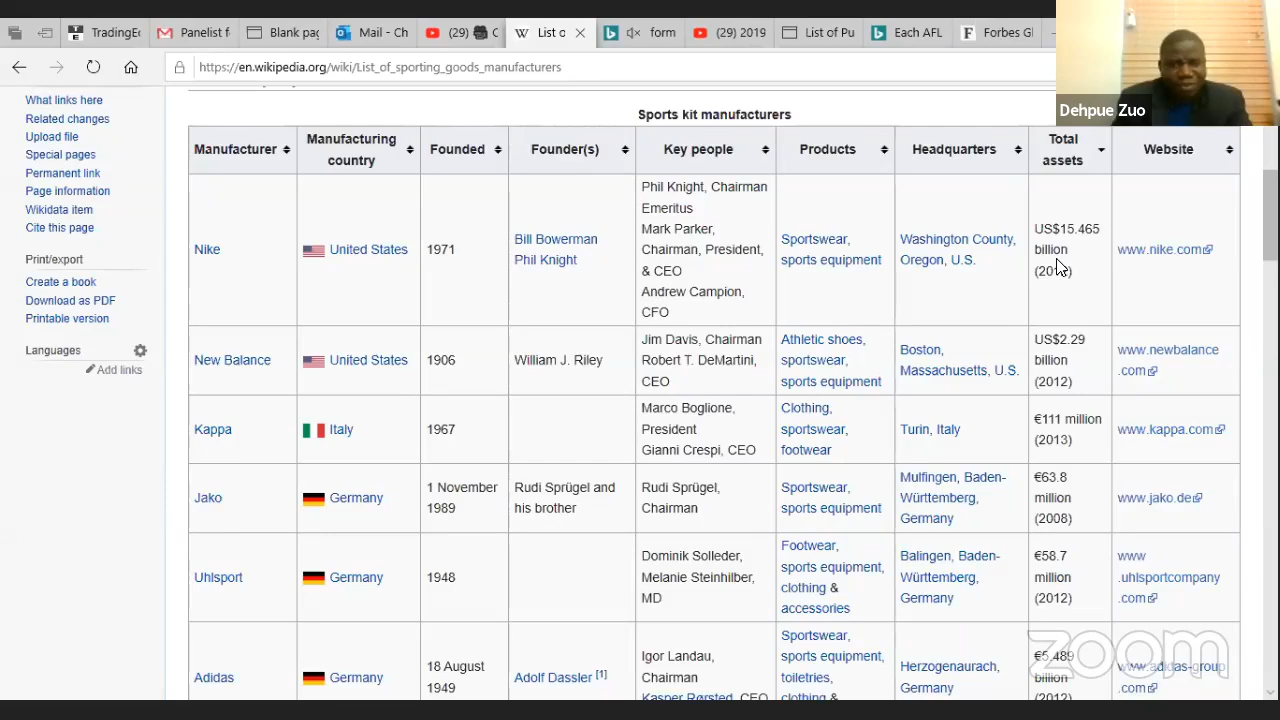 TradingEc
Panelist f
Blank pag
Mail - Ch
(29)
List o
form
(29) 2019
List of Pu
Each AFL
Forbes Gl
https://en.wikipedia.org/wiki/List_of_sporting_goods_manufacturers
Dehpue Zuo
What links here
Related changes
Upload file
Special pages
Permanent link
Page information
Wikidata item
Cite this page
Print/export
Create a book
Download as PDF
Printable version
Languages
Add links
Sports kit manufacturers
Manufacturer
Manufacturing
country
Founded
Founder(s)
Key people
Products
Headquarters
Total
assets
Website
Nike
United States
1971
Bill Bowerman
Phil Knight
Phil Knight, Chairman
Emeritus
Mark Parker,
Chairman, President,
& CEO
Andrew Campion,
CFO
Sportswear,
sports equipment
Washington County,
Oregon, U.S.
US$15.465
billion
www.nike.com
New Balance
United States
1906
William J. Riley
Jim Davis, Chairman
Robert T. DeMartini,
CEO
Athletic shoes,
sportswear,
sports equipment
Boston,
Massachusetts, U.S.
US$2.29
billion
(2012)
www.newbalance
.com
Kappa
Italy
1967
Marco Boglione,
President
Gianni Crespi, CEO
Clothing,
sportswear,
footwear
Turin, Italy
€111 million
(2013)
www.kappa.com
Jako
Germany
1 November
1989
Rudi Sprügel and
his brother
Rudi Sprügel,
Chairman
Sportswear,
sports equipment
Mulfingen, Baden-
Württemberg,
Germany
€63.8
million
(2008)
www.jako.de
Uhlsport
Germany
1948
Dominik Solleder,
Melanie Steinhilber,
MD
Footwear,
sports equipment,
clothing &
accessories
Balingen, Baden-
Württemberg,
Germany
€58.7
million
(2012)
www
.uhlsportcompany
.com
Adidas
Germany
18 August
1949
Adolf Dassler [1]
Igor Landau,
Chairman
Kasper Rørsted, CEO
Sportswear,
sports equipment,
toiletries,
clothing &
Herzogenaurach,
Germany
€5.489
million
(2012)
www.adidas-group
.com
zoom